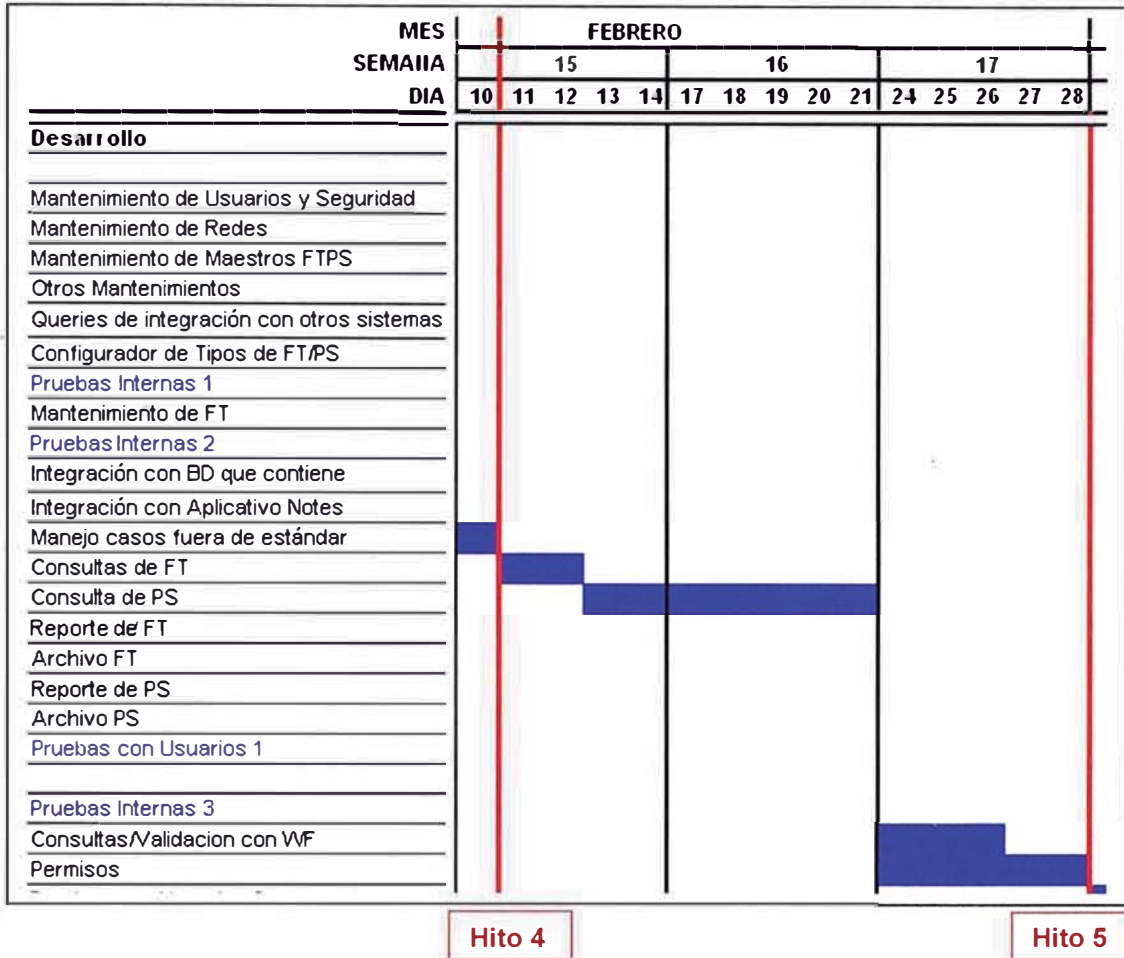 MES FEBRERO
SEMAIIA 15 16 17
DIA 10 11 12 13 14 17 18 19 20 21 24 25 26 27 28
Desarrollo
Mantenimiento de Usuarios y Seguridad
Mantenimiento de Redes
Mantenimiento de Maestros FTPS
Otros Mantenimientos
Queries de integración con otros sistemas
Configurador de Tipos de FT/PS
Pruebas Internas 1
Mantenimiento de FT
Pruebas Internas 2
Integración con BD que contiene
Integración con Aplicativo Notes
Manejo casos fuera de estándar
Consultas de FT
Consulta de PS
Reporte de FT
Archivo FT
Reporte de PS
Archivo PS
Pruebas con Usuarios 1
Pruebas Internas 3
Consultas/Validacion con WF
Permisos
Hito 4 Hito 5